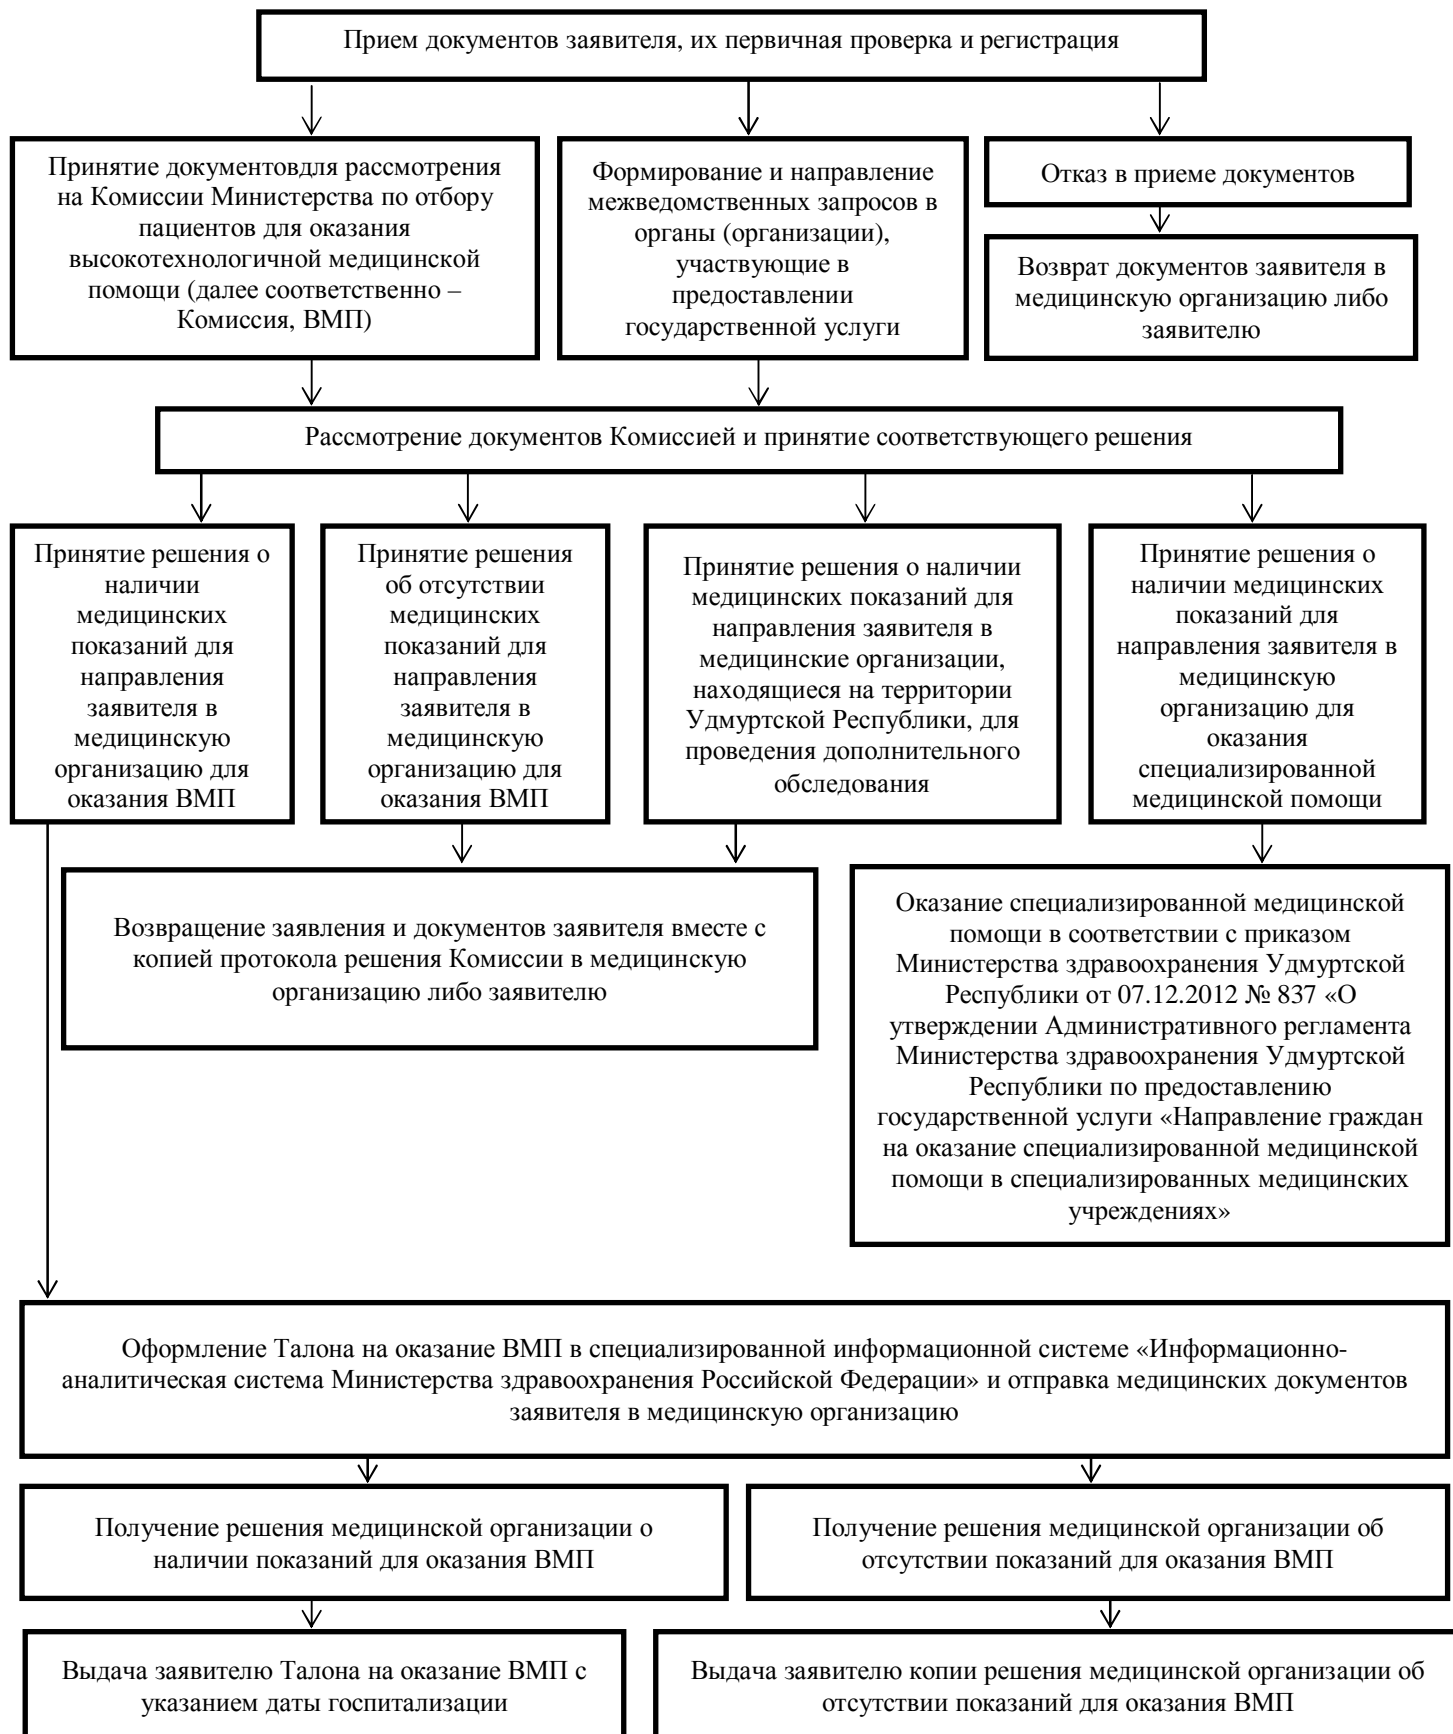 Прием документов заявителя, их первичная проверка и регистрация
Принятие документовдля рассмотрения
на Комиссии Министерства по отбору
пациентов для оказания
высокотехнологичной медицинской
помощи (далее соответственно –
Комиссия, ВМП)
Формирование и направление
межведомственных запросов в
органы (организации),
участвующие в
предоставлении
государственной услуги
Отказ в приеме документов
Возврат документов заявителя в
медицинскую организацию либо
заявителю
Рассмотрение документов Комиссией и принятие соответствующего решения
Принятие решения о
наличии
медицинских
показаний для
направления
заявителя в
медицинскую
организацию для
оказания ВМП
Принятие решения
об отсутствии
медицинских
показаний для
направления
заявителя в
медицинскую
организацию для
оказания ВМП
Принятие решения о наличии
медицинских показаний для
направления заявителя в
медицинские организации,
находящиеся на территории
Удмуртской Республики, для
проведения дополнительного
обследования
Принятие решения о
наличии медицинских
показаний для
направления заявителя в
медицинскую
организацию для
оказания
специализированной
медицинской помощи
Возвращение заявления и документов заявителя вместе с
копией протокола решения Комиссии в медицинскую
организацию либо заявителю
Оказание специализированной медицинской
помощи в соответствии с приказом
Министерства здравоохранения Удмуртской
Республики от 07.12.2012 № 837 «О
утверждении Административного регламента
Министерства здравоохранения Удмуртской
Республики по предоставлению
государственной услуги «Направление граждан
на оказание специализированной медицинской
помощи в специализированных медицинских
учреждениях»
Оформление Талона на оказание ВМП в специализированной информационной системе «Информационно-
аналитическая система Министерства здравоохранения Российской Федерации» и отправка медицинских документов
заявителя в медицинскую организацию
Получение решения медицинской организации о
наличии показаний для оказания ВМП
Получение решения медицинской организации об
отсутствии показаний для оказания ВМП
Выдача заявителю Талона на оказание ВМП с
указанием даты госпитализации
Выдача заявителю копии решения медицинской организации об
отсутствии показаний для оказания ВМП